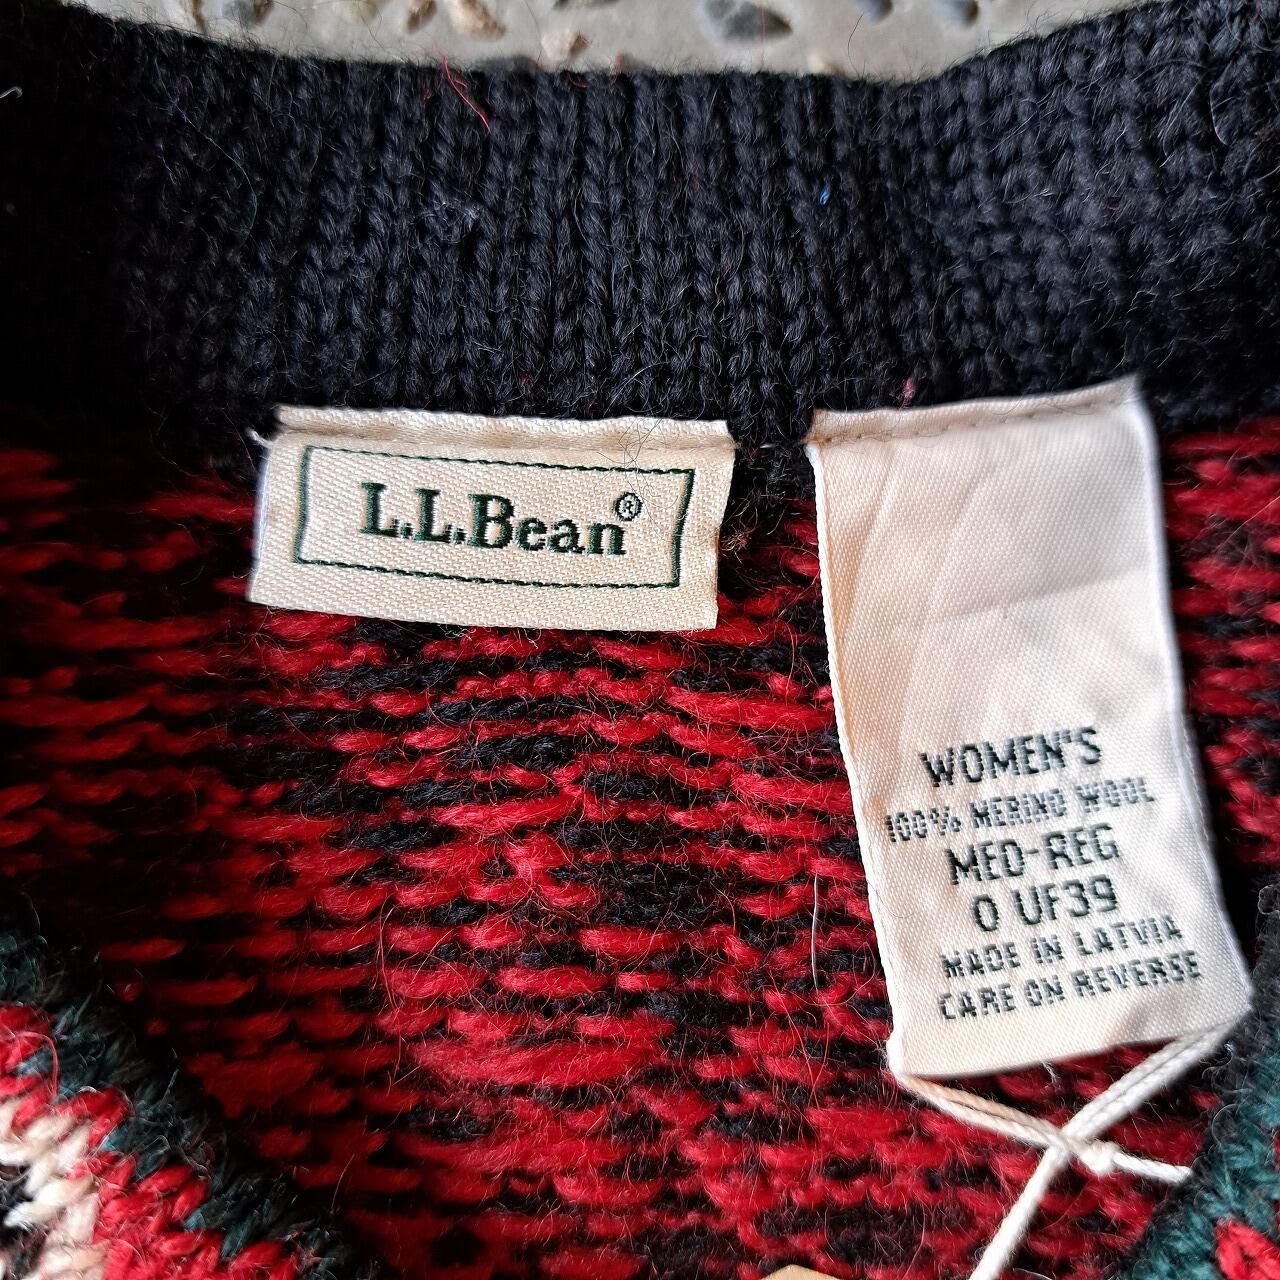 L.L.Bean®
WOMEN'S
100% MERINO WOOL
MED-REG
0 UF39
MADE IN LATVIA
CARE ON REVERSE